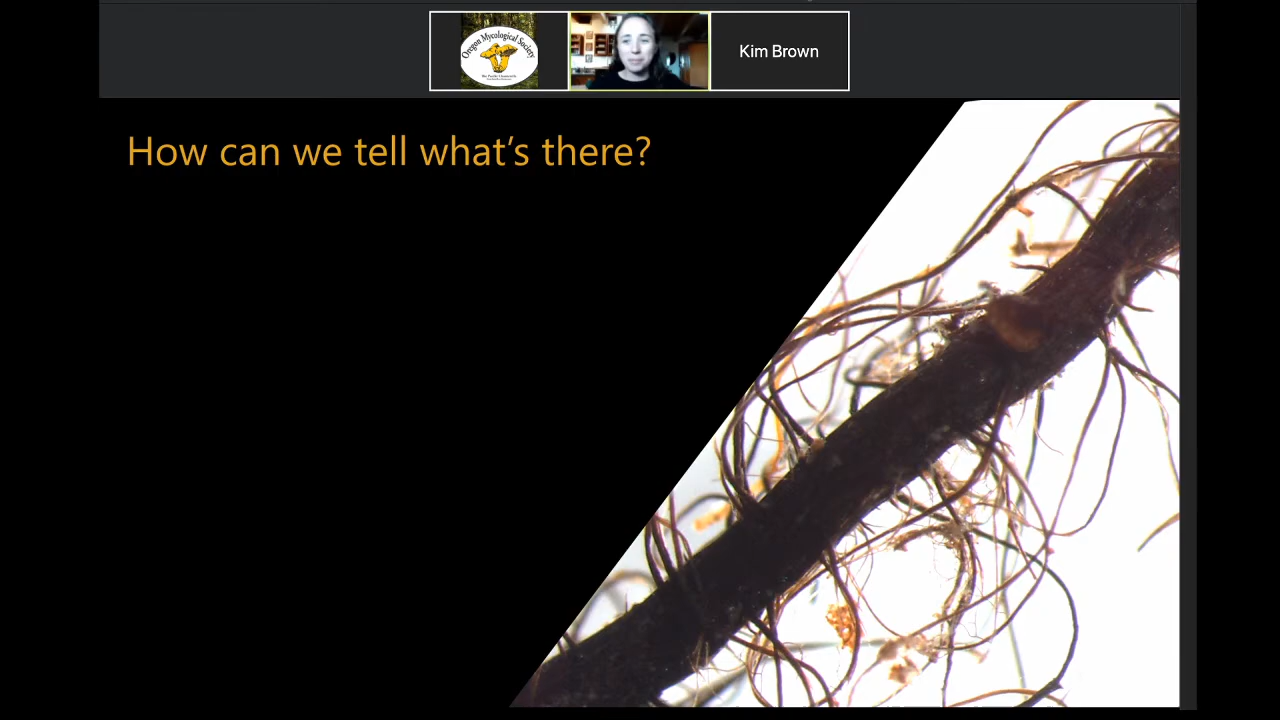 Oregon Mycological Society
Kim Brown
How can we tell what's there?